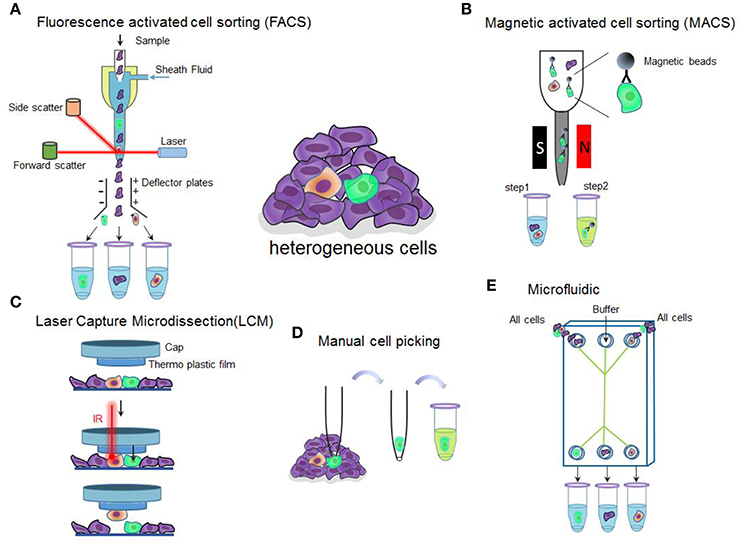 A
Fluorescence activated cell sorting (FACS)
Sample
Sheath Fluid
Side scatter
Laser
Forward scatter
Deflector plates
- +
- +
- +
heterogeneous cells
B
Magnetic activated cell sorting (MACS)
Magnetic beads
S N
step1 step2
C
Laser Capture Microdissection(LCM)
Cap
Thermo plastic film
IR
D
Manual cell picking
E
Microfluidic
Buffer
All cells All cells